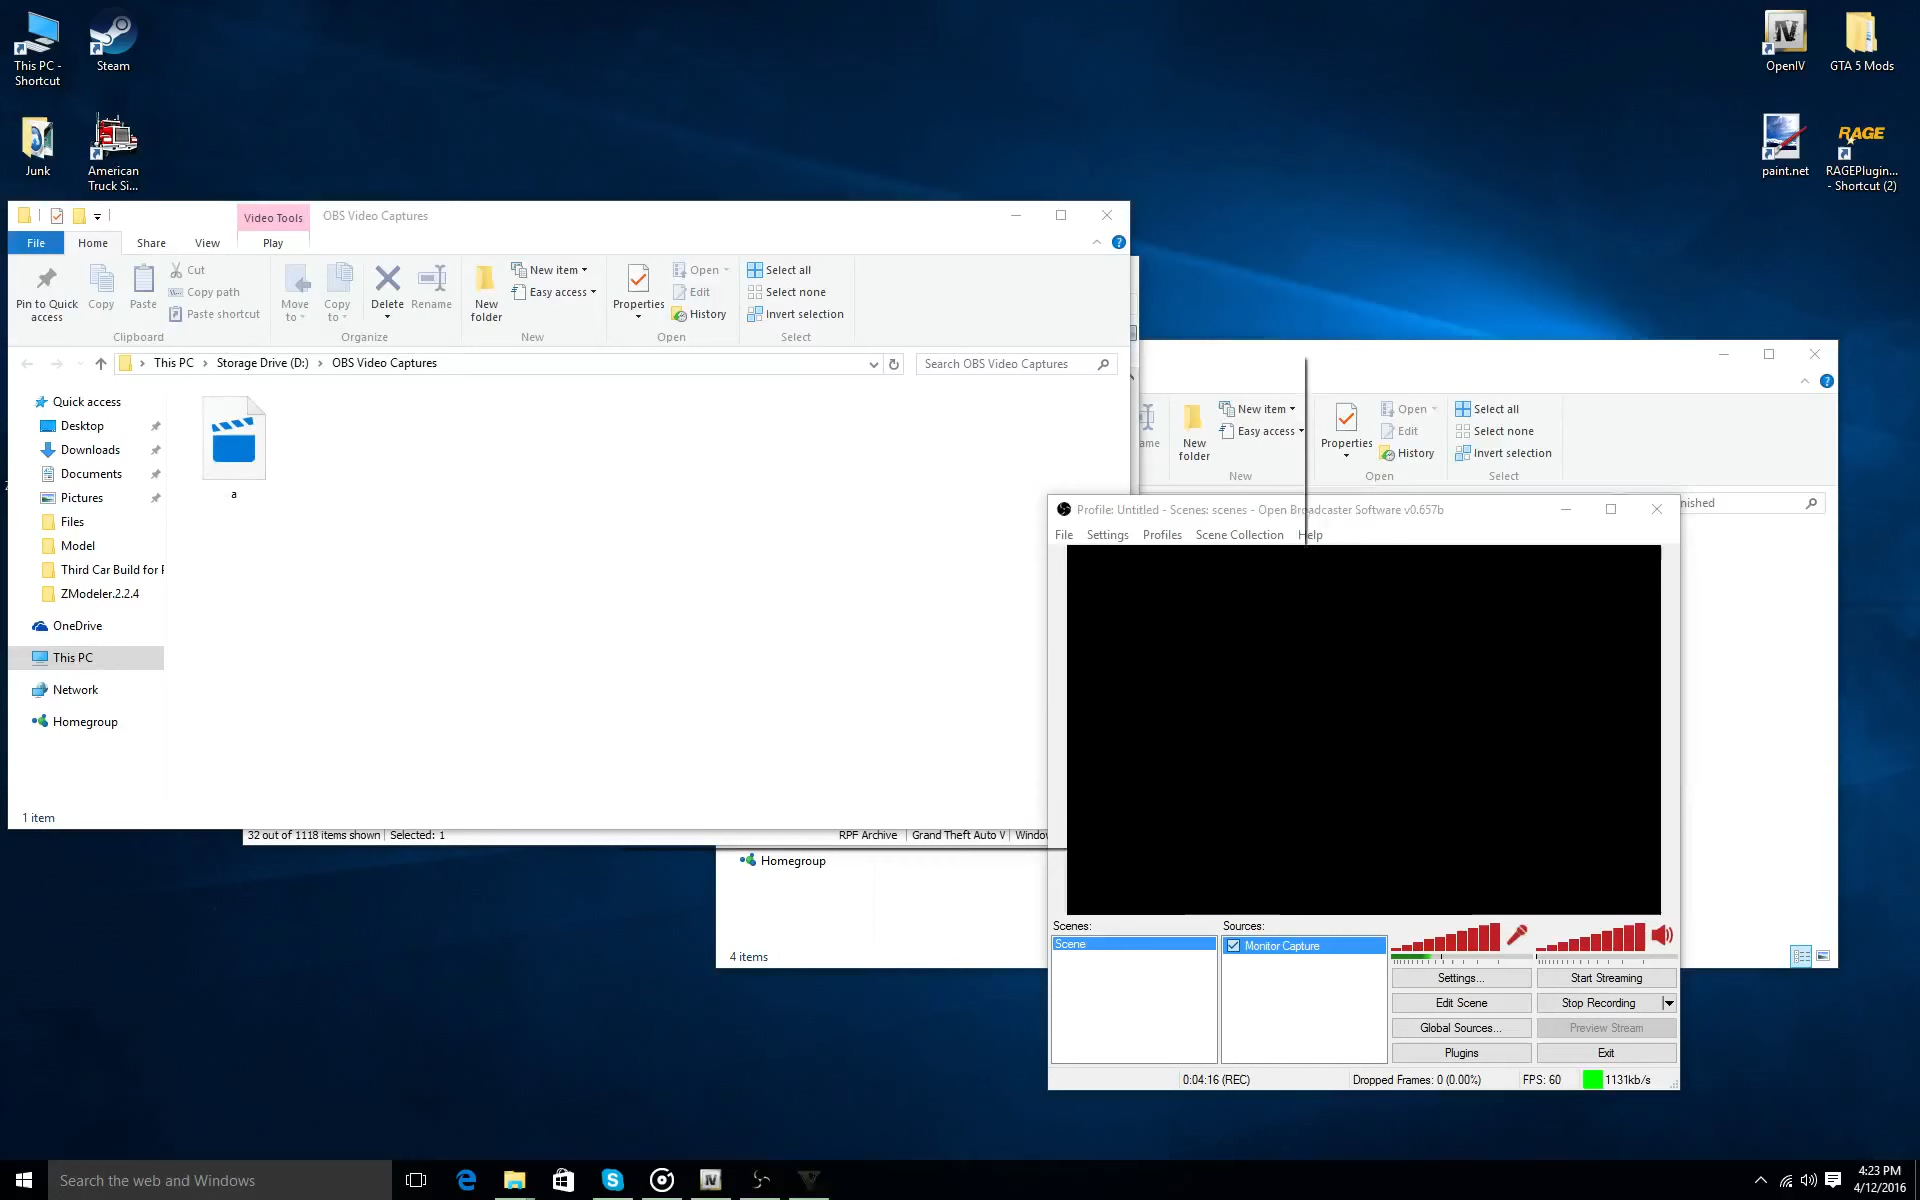 This PC -
Shortcut
Steam
OpenIV
GTA 5 Mods
Junk
American
Truck Si...
paint.net
RAGE
RAGEPlugin...
- Shortcut (2)
Video Tools
OBS Video Captures
File
Home
Share
View
Play
Pin to Quick
access
Copy
Paste
Cut
Copy path
Paste shortcut
Clipboard
Move
to
Copy
to
Delete
Rename
Organize
New
folder
New item
Easy access
New
Properties
Open
Edit
History
Open
Select all
Select none
Invert selection
Select
This PC
Storage Drive (D:)
OBS Video Captures
Search OBS Video Captures
Quick access
Desktop
Downloads
Documents
Pictures
Files
Model
Third Car Build for
ZModeler.2.2.4
OneDrive
This PC
Network
Homegroup
a
1 item
32 out of 1118 items shown
Selected: 1
RPF Archive
Grand Theft Auto V
Windo
Homegroup
4 items
ame
New
folder
New item
Easy access
New
Properties
Open
Edit
History
Open
Select all
Select none
Invert selection
Select
nished
Profile: Untitled - Scenes: scenes - Open Broadcaster Software v0.657b
File
Settings
Profiles
Scene Collection
Help
Scenes:
Scene
Sources:
Monitor Capture
Settings...
Start Streaming
Edit Scene
Stop Recording
Global Sources...
Preview Stream
Plugins
Exit
0:04:16 (REC)
Dropped Frames: 0 (0.00%)
FPS: 60
1131kb/s
Search the web and Windows
4:23 PM
4/12/2016